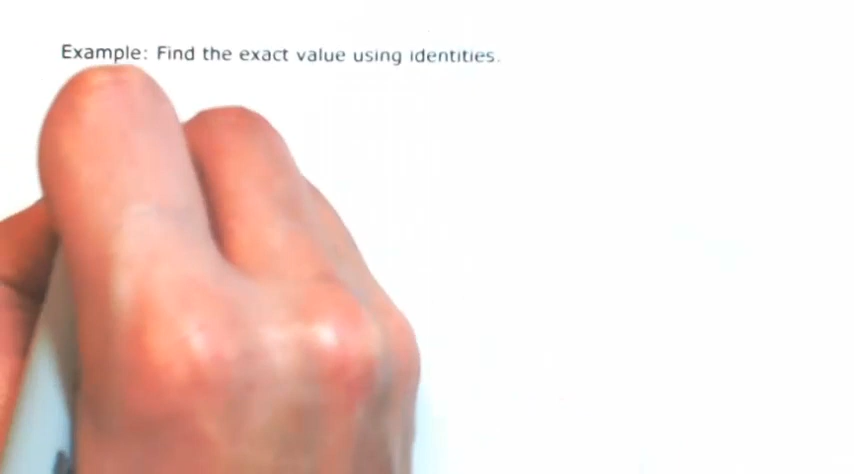 Example: Find the exact value using identities.